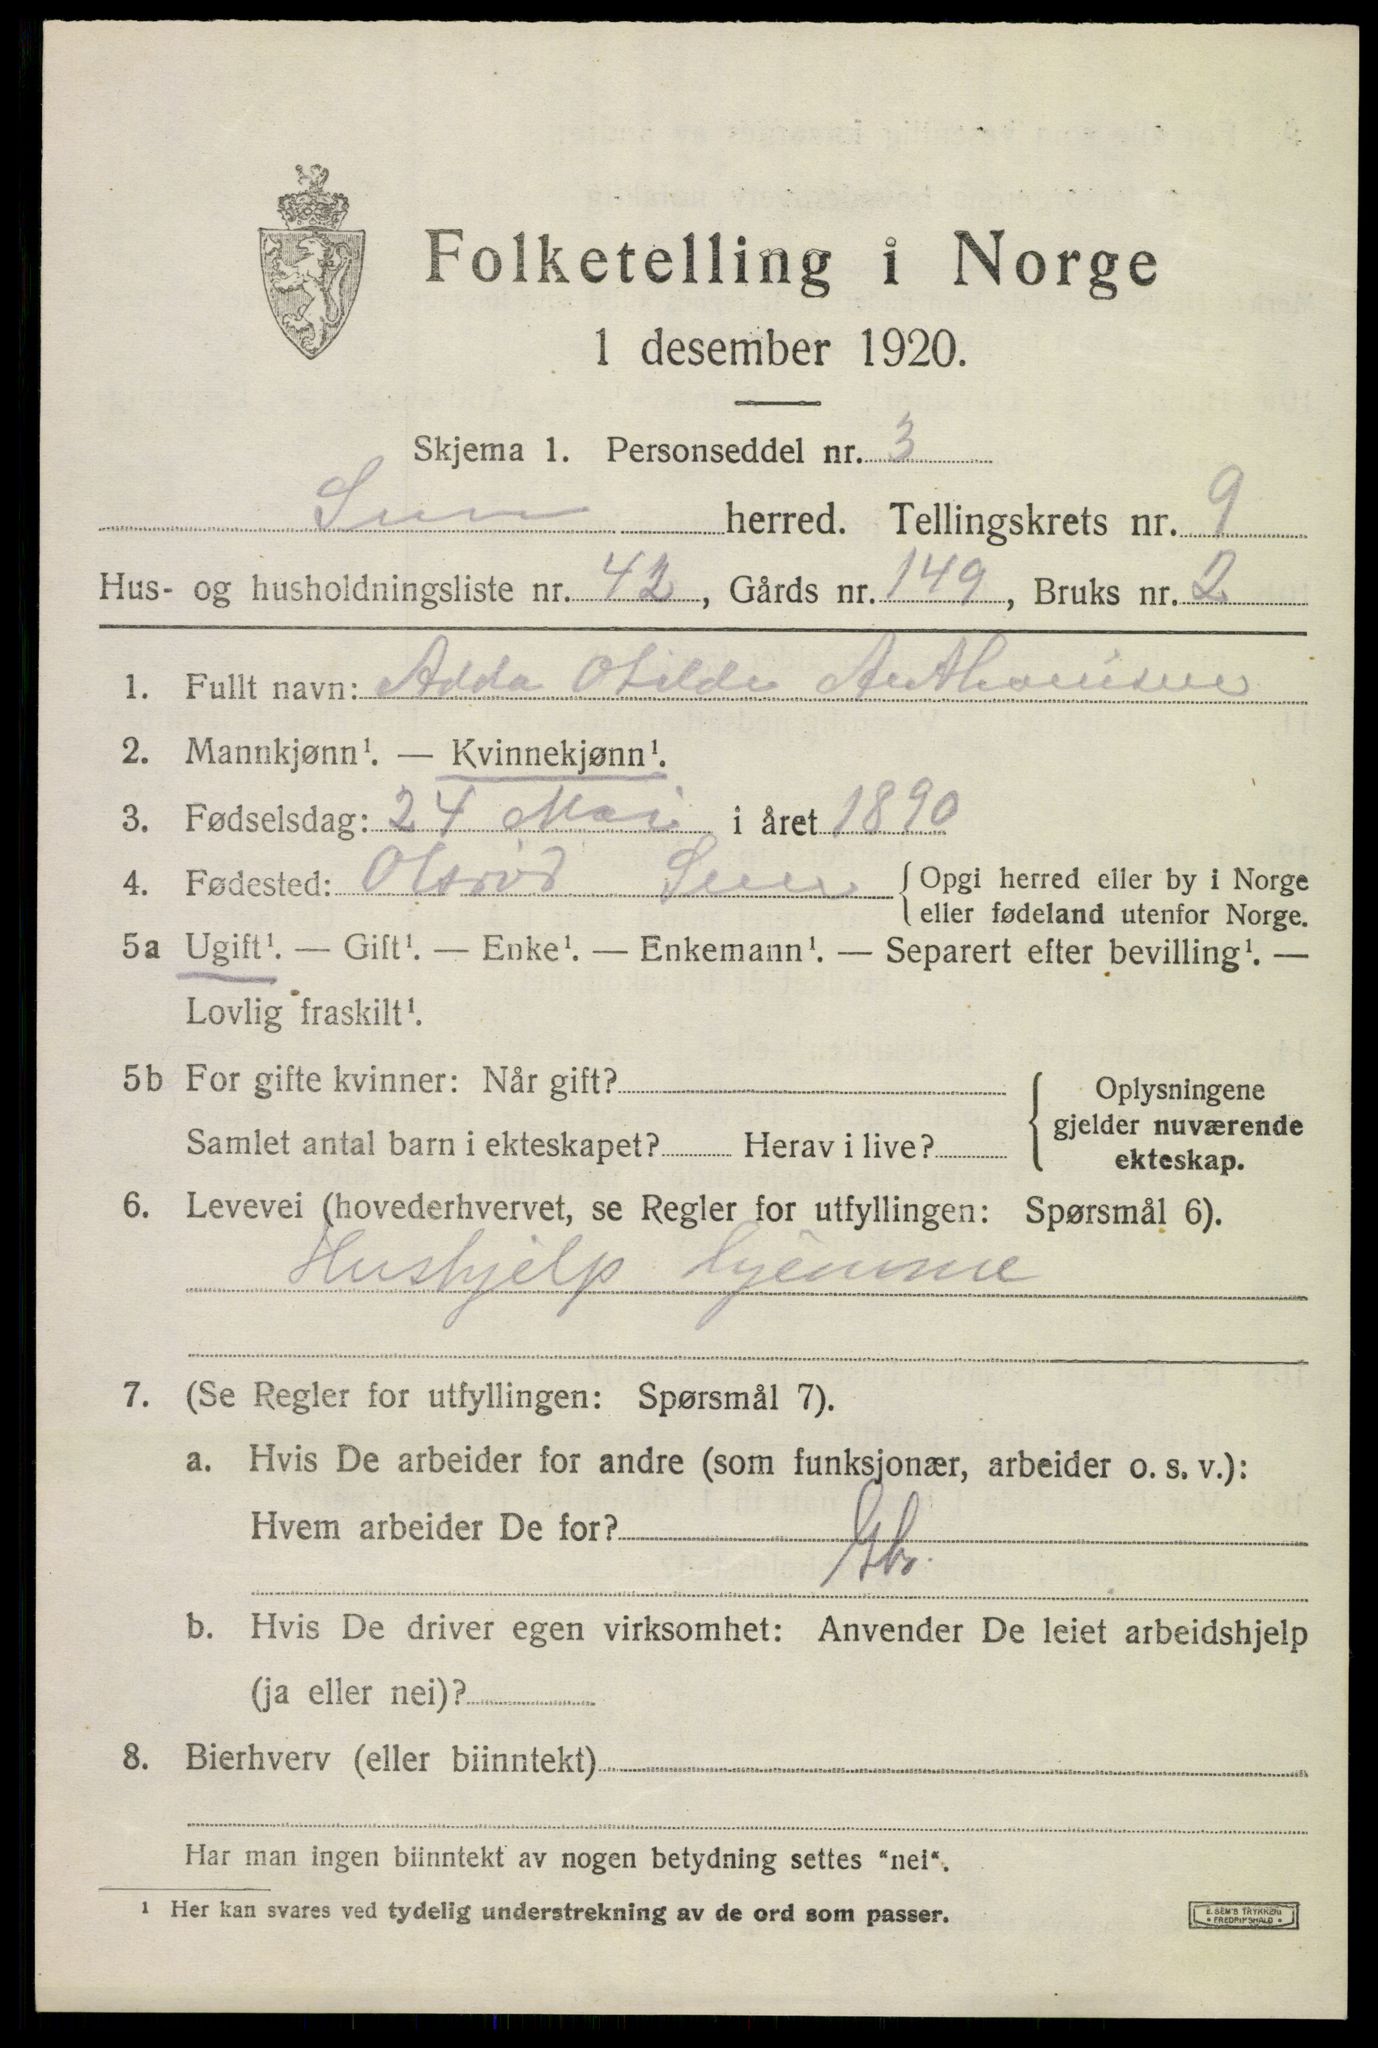 Folketelling i Norge
1 desember 1920.
Skjema 1. Personseddel nr. 3
Sem herred. Tellingskrets nr. 9
Hus- og husholdningsliste nr. 42, Gårds nr. 149, Bruks nr. 2
1. Fullt navn: Adda Otilde Anthonisen
2. Mannkjønn¹. — Kvinnekjønn¹.
3. Fødselsdag: 24 Mai i året 1890
4. Fødested: Olsrød Sem { Opgi herred eller by i Norge
eller fødeland utenfor Norge.
5a Ugift¹. — Gift¹. — Enke¹. — Enkemann¹. — Separert efter bevilling¹. —
Lovlig fraskilt¹.
5b For gifte kvinner: Når gift?
Samlet antal barn i ekteskapet? Herav i live?
{ Oplysningene
gjelder nuværende
ekteskap.
6. Levevei (hovederhvervet, se Regler for utfyllingen: Spørsmål 6).
Hushjelp hjemme
7. (Se Regler for utfyllingen: Spørsmål 7).
a. Hvis De arbeider for andre (som funksjonær, arbeider o. s. v.):
Hvem arbeider De for?
Gbr.
b. Hvis De driver egen virksomhet: Anvender De leiet arbeidshjelp
(ja eller nei)?
8. Bierhverv (eller biinntekt)
Har man ingen biinntekt av nogen betydning settes "nei".
¹ Her kan svares ved tydelig understrekning av de ord som passer.
E. SEM'S TRYKKERI
• FREDRIKSHALD •